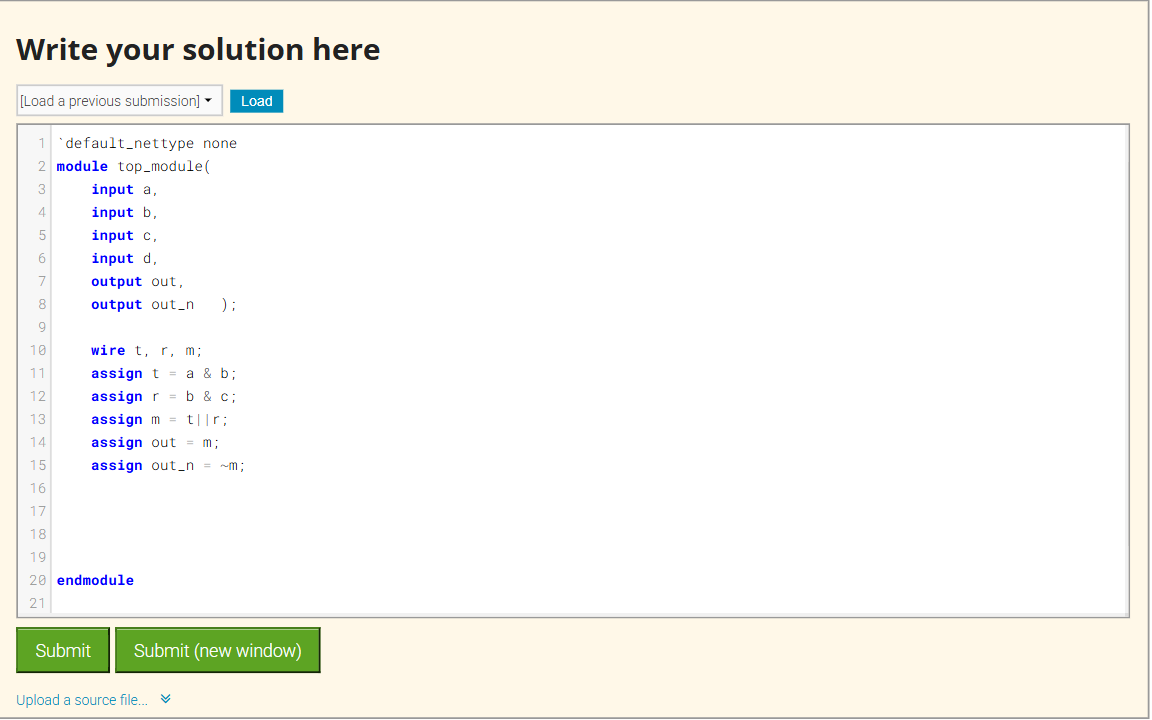 Write your solution here
[Load a previous submission] Load
1 `default_nettype none
2 module top_module(
3     input a,
4     input b,
5     input c,
6     input d,
7     output out,
8     output out_n   );
9
10     wire t, r, m;
11     assign t = a & b;
12     assign r = b & c;
13     assign m = t||r;
14     assign out = m;
15     assign out_n = ~m;
16
17
18
19
20 endmodule
21
Submit Submit (new window)
Upload a source file...